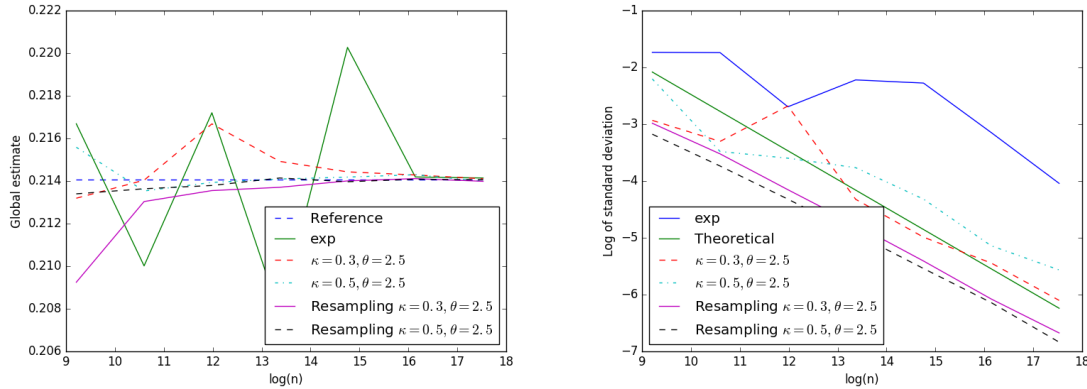 0.222
0.220
0.218
0.216
0.214
0.212
0.210
0.208
0.206
Global estimate
9 10 11 12 13 14 15 16 17 18
log(n)
Reference
exp
κ = 0.3, θ = 2.5
κ = 0.5, θ = 2.5
Resampling κ = 0.3, θ = 2.5
Resampling κ = 0.5, θ = 2.5
−1
−2
−3
−4
−5
−6
−7
Log of standard deviation
9 10 11 12 13 14 15 16 17 18
log(n)
exp
Theoretical
κ = 0.3, θ = 2.5
κ = 0.5, θ = 2.5
Resampling κ = 0.3, θ = 2.5
Resampling κ = 0.5, θ = 2.5